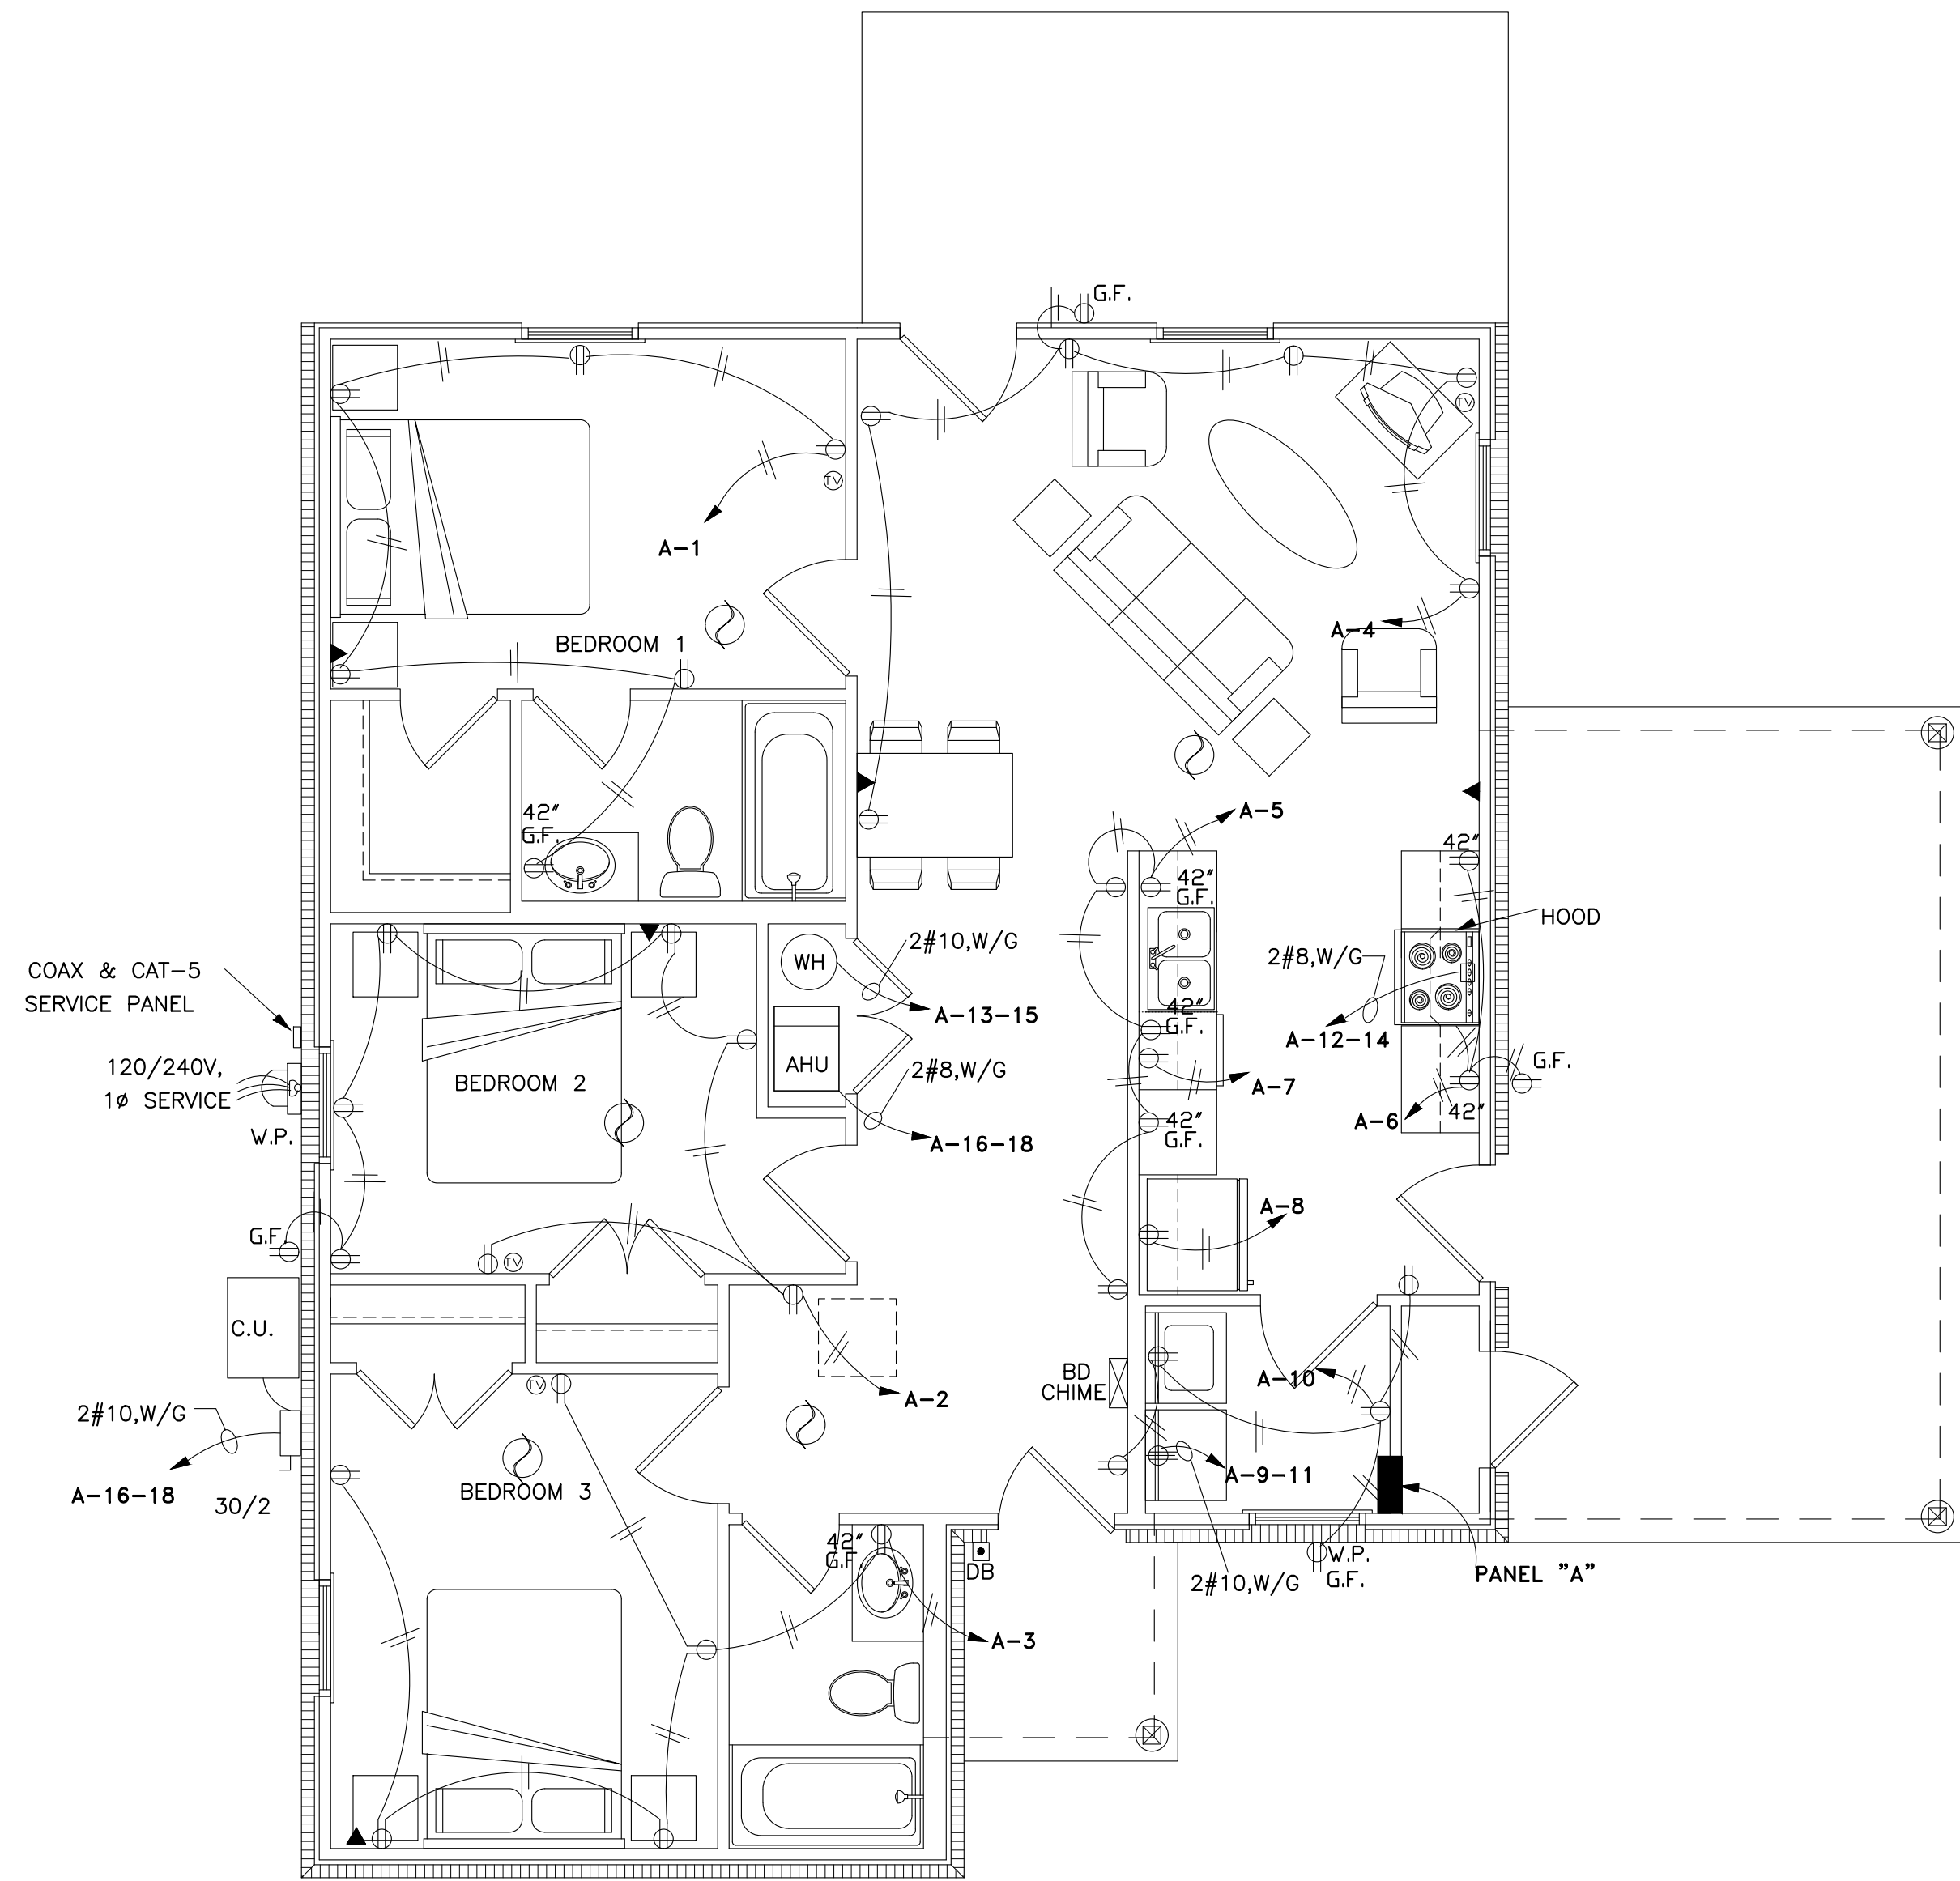 G.F.
TV
TV
A-1
A-4
BEDROOM 1
42"
G.F.
A-5
42"
42"
G.F.
HOOD
2#10,W/G
2#8,W/G
WH
COAX & CAT-5
SERVICE PANEL
42"
G.F.
A-13-15
A-12-14
AHU
2#8,W/G
G.F.
120/240V,
1ø SERVICE
BEDROOM 2
A-7
42"
A-6
42"
G.F.
W.P.
A-16-18
A-8
G.F.
TV
C.U.
BD
CHIME
A-10
TV
A-2
2#10,W/G
A-9-11
A-16-18
30/2
BEDROOM 3
42"
G.F.
DB
W.P.
G.F.
2#10,W/G
PANEL "A"
A-3